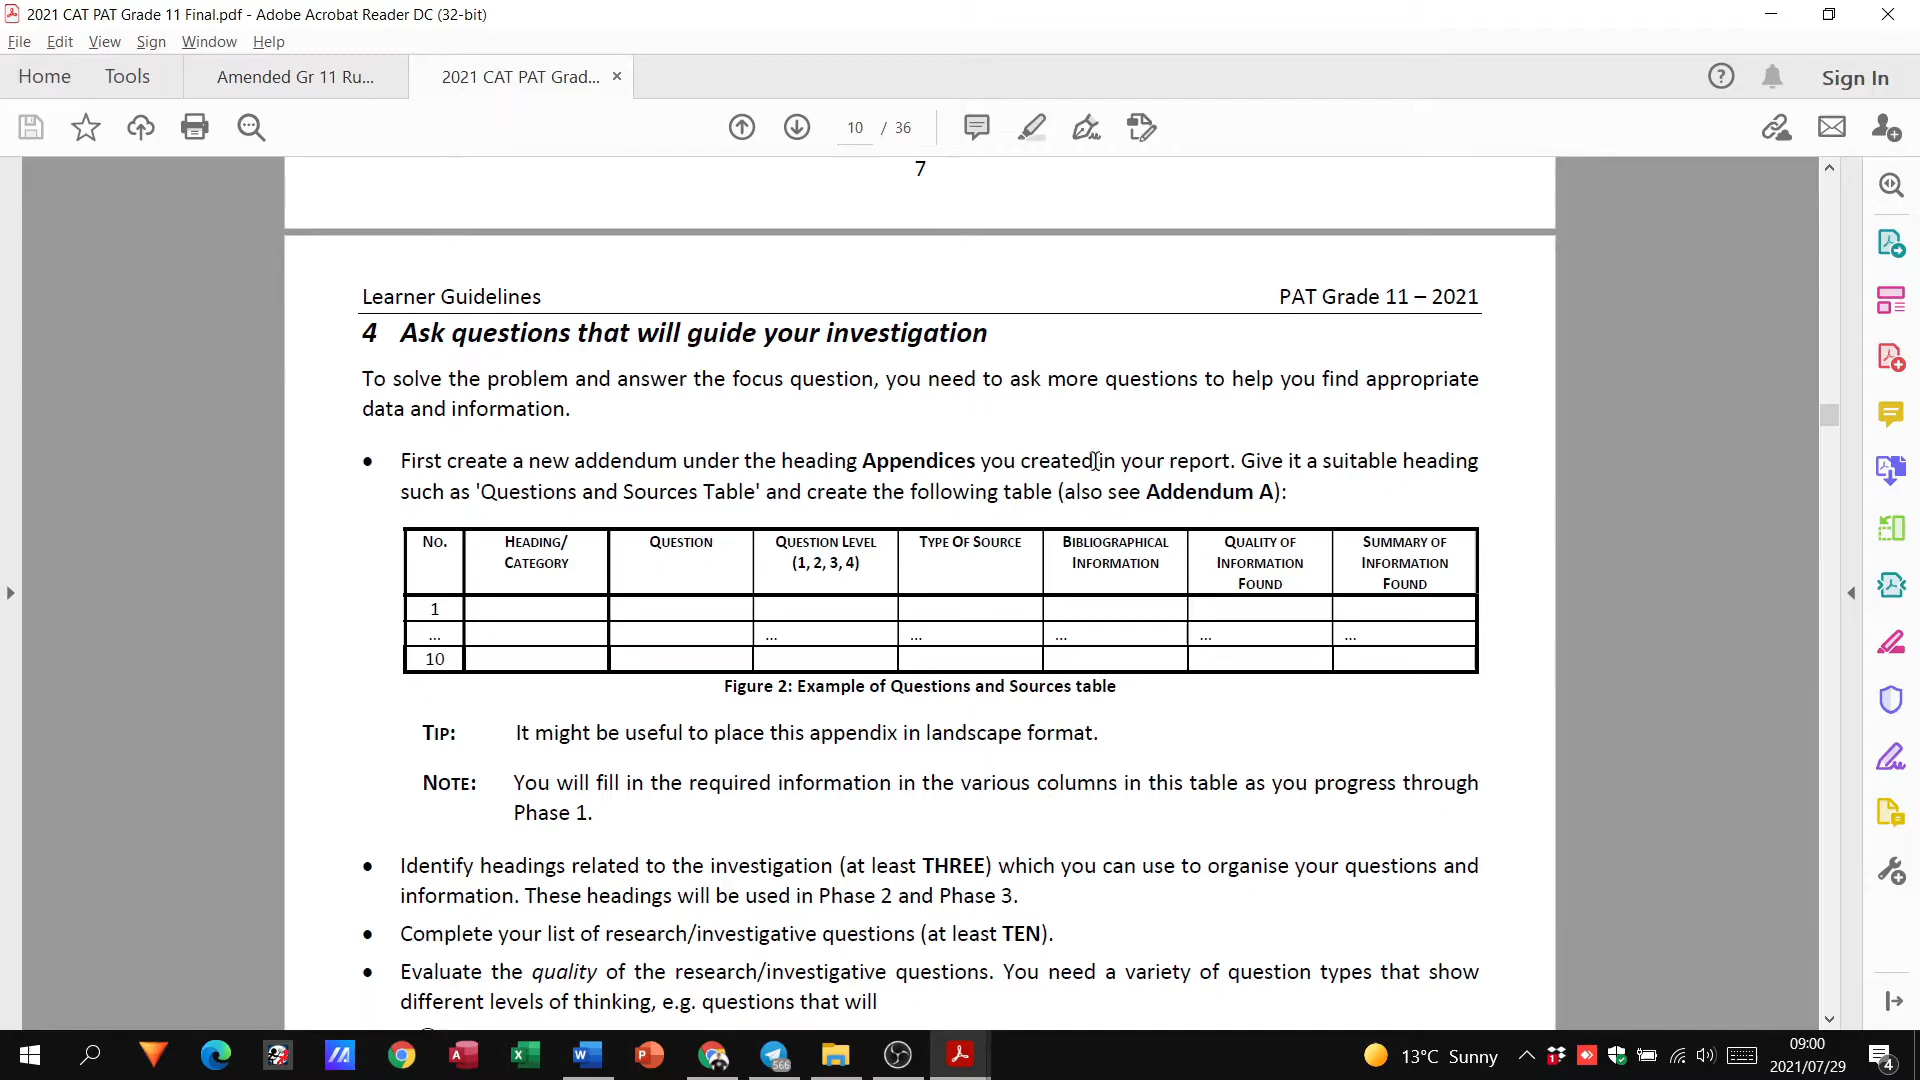 2021 CAT PAT Grade 11 Final.pdf - Adobe Acrobat Reader DC (32-bit)
File Edit View Sign Window Help
Home Tools Amended Gr 11 Ru... 2021 CAT PAT Grad... × Sign In
10 / 36
7
Learner Guidelines PAT Grade 11 – 2021
4 Ask questions that will guide your investigation
To solve the problem and answer the focus question, you need to ask more questions to help you find appropriate
data and information.
• First create a new addendum under the heading Appendices you created in your report. Give it a suitable heading
such as 'Questions and Sources Table' and create the following table (also see Addendum A):
NO. HEADING/ QUESTION QUESTION LEVEL TYPE OF SOURCE BIBLIOGRAPHICAL QUALITY OF SUMMARY OF
CATEGORY (1, 2, 3, 4) INFORMATION INFORMATION INFORMATION
FOUND FOUND
1
... ... ... ... ... ...
10
Figure 2: Example of Questions and Sources table
TIP: It might be useful to place this appendix in landscape format.
NOTE: You will fill in the required information in the various columns in this table as you progress through
Phase 1.
• Identify headings related to the investigation (at least THREE) which you can use to organise your questions and
information. These headings will be used in Phase 2 and Phase 3.
• Complete your list of research/investigative questions (at least TEN).
• Evaluate the quality of the research/investigative questions. You need a variety of question types that show
different levels of thinking, e.g. questions that will
566
13°C Sunny
09:00
2021/07/29
4